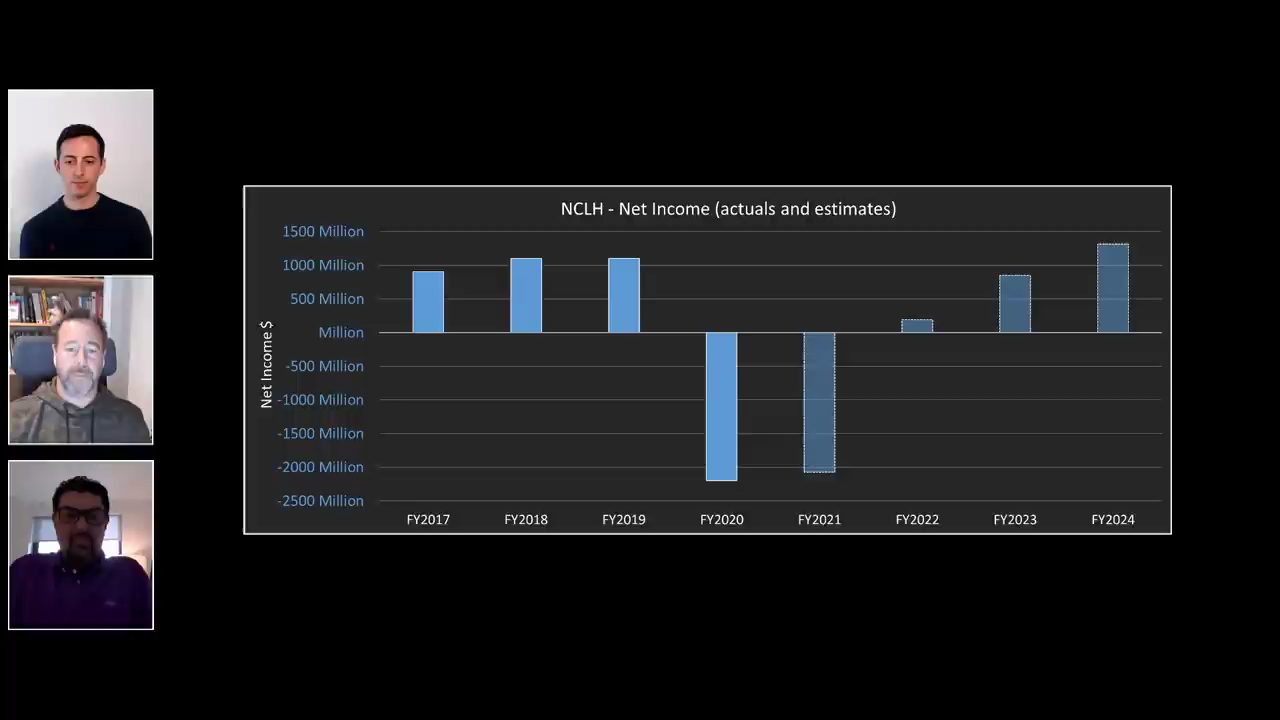 NCLH - Net Income (actuals and estimates)
1500 Million
1000 Million
500 Million
Million
-500 Million
-1000 Million
-1500 Million
-2000 Million
-2500 Million
Net Income $
FY2017 FY2018 FY2019 FY2020 FY2021 FY2022 FY2023 FY2024